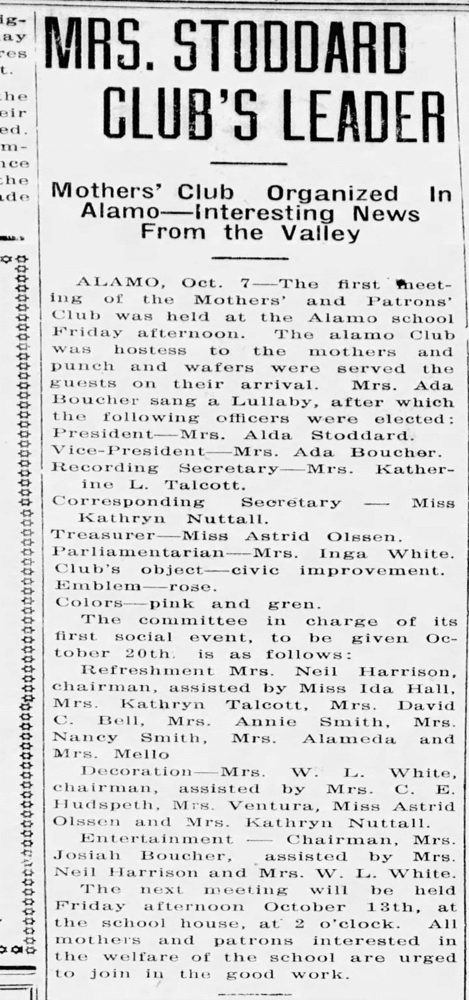 ig-
ay
res
t.
the
eir
ed.
m-
nce
the
ade
MRS. STODDARD
CLUB'S LEADER
Mothers' Club Organized In
Alamo—Interesting News
From the Valley
ALAMO, Oct. 7—The first meet-
ing of the Mothers' and Patrons'
Club was held at the Alamo school
Friday afternoon. The alamo Club
was hostess to the mothers and
punch and wafers were served the
guests on their arrival. Mrs. Ada
Boucher sang a Lullaby, after which
the following officers were elected:
President—Mrs. Alda Stoddard.
Vice-President—Mrs. Ada Boucher.
Recording Secretary—Mrs. Kather-
ine L. Talcott.
Corresponding Secretary — Miss
Kathryn Nuttall.
Treasurer—Miss Astrid Olssen.
Parliamentarian—Mrs. Inga White.
Club's object—civic improvement.
Emblem—rose.
Colors—pink and gren.
The committee in charge of its
first social event, to be given Oc-
tober 20th. is as follows:
Refreshment Mrs. Neil Harrison,
chairman, assisted by Miss Ida Hall,
Mrs. Kathryn Talcott, Mrs. David
C. Bell, Mrs. Annie Smith, Mrs.
Nancy Smith, Mrs. Alameda and
Mrs. Mello
Decoration—Mrs. W. L. White,
chairman, assisted by Mrs. C. E.
Hudspeth, Mrs. Ventura, Miss Astrid
Olssen and Mrs. Kathryn Nuttall.
Entertainment — Chairman, Mrs.
Josiah Boucher, assisted by Mrs.
Neil Harrison and Mrs. W. L. White.
The next meeting will be held
Friday afternoon October 13th, at
the school house, at 2 o'clock. All
mothers and patrons interested in
the welfare of the school are urged
to join in the good work.